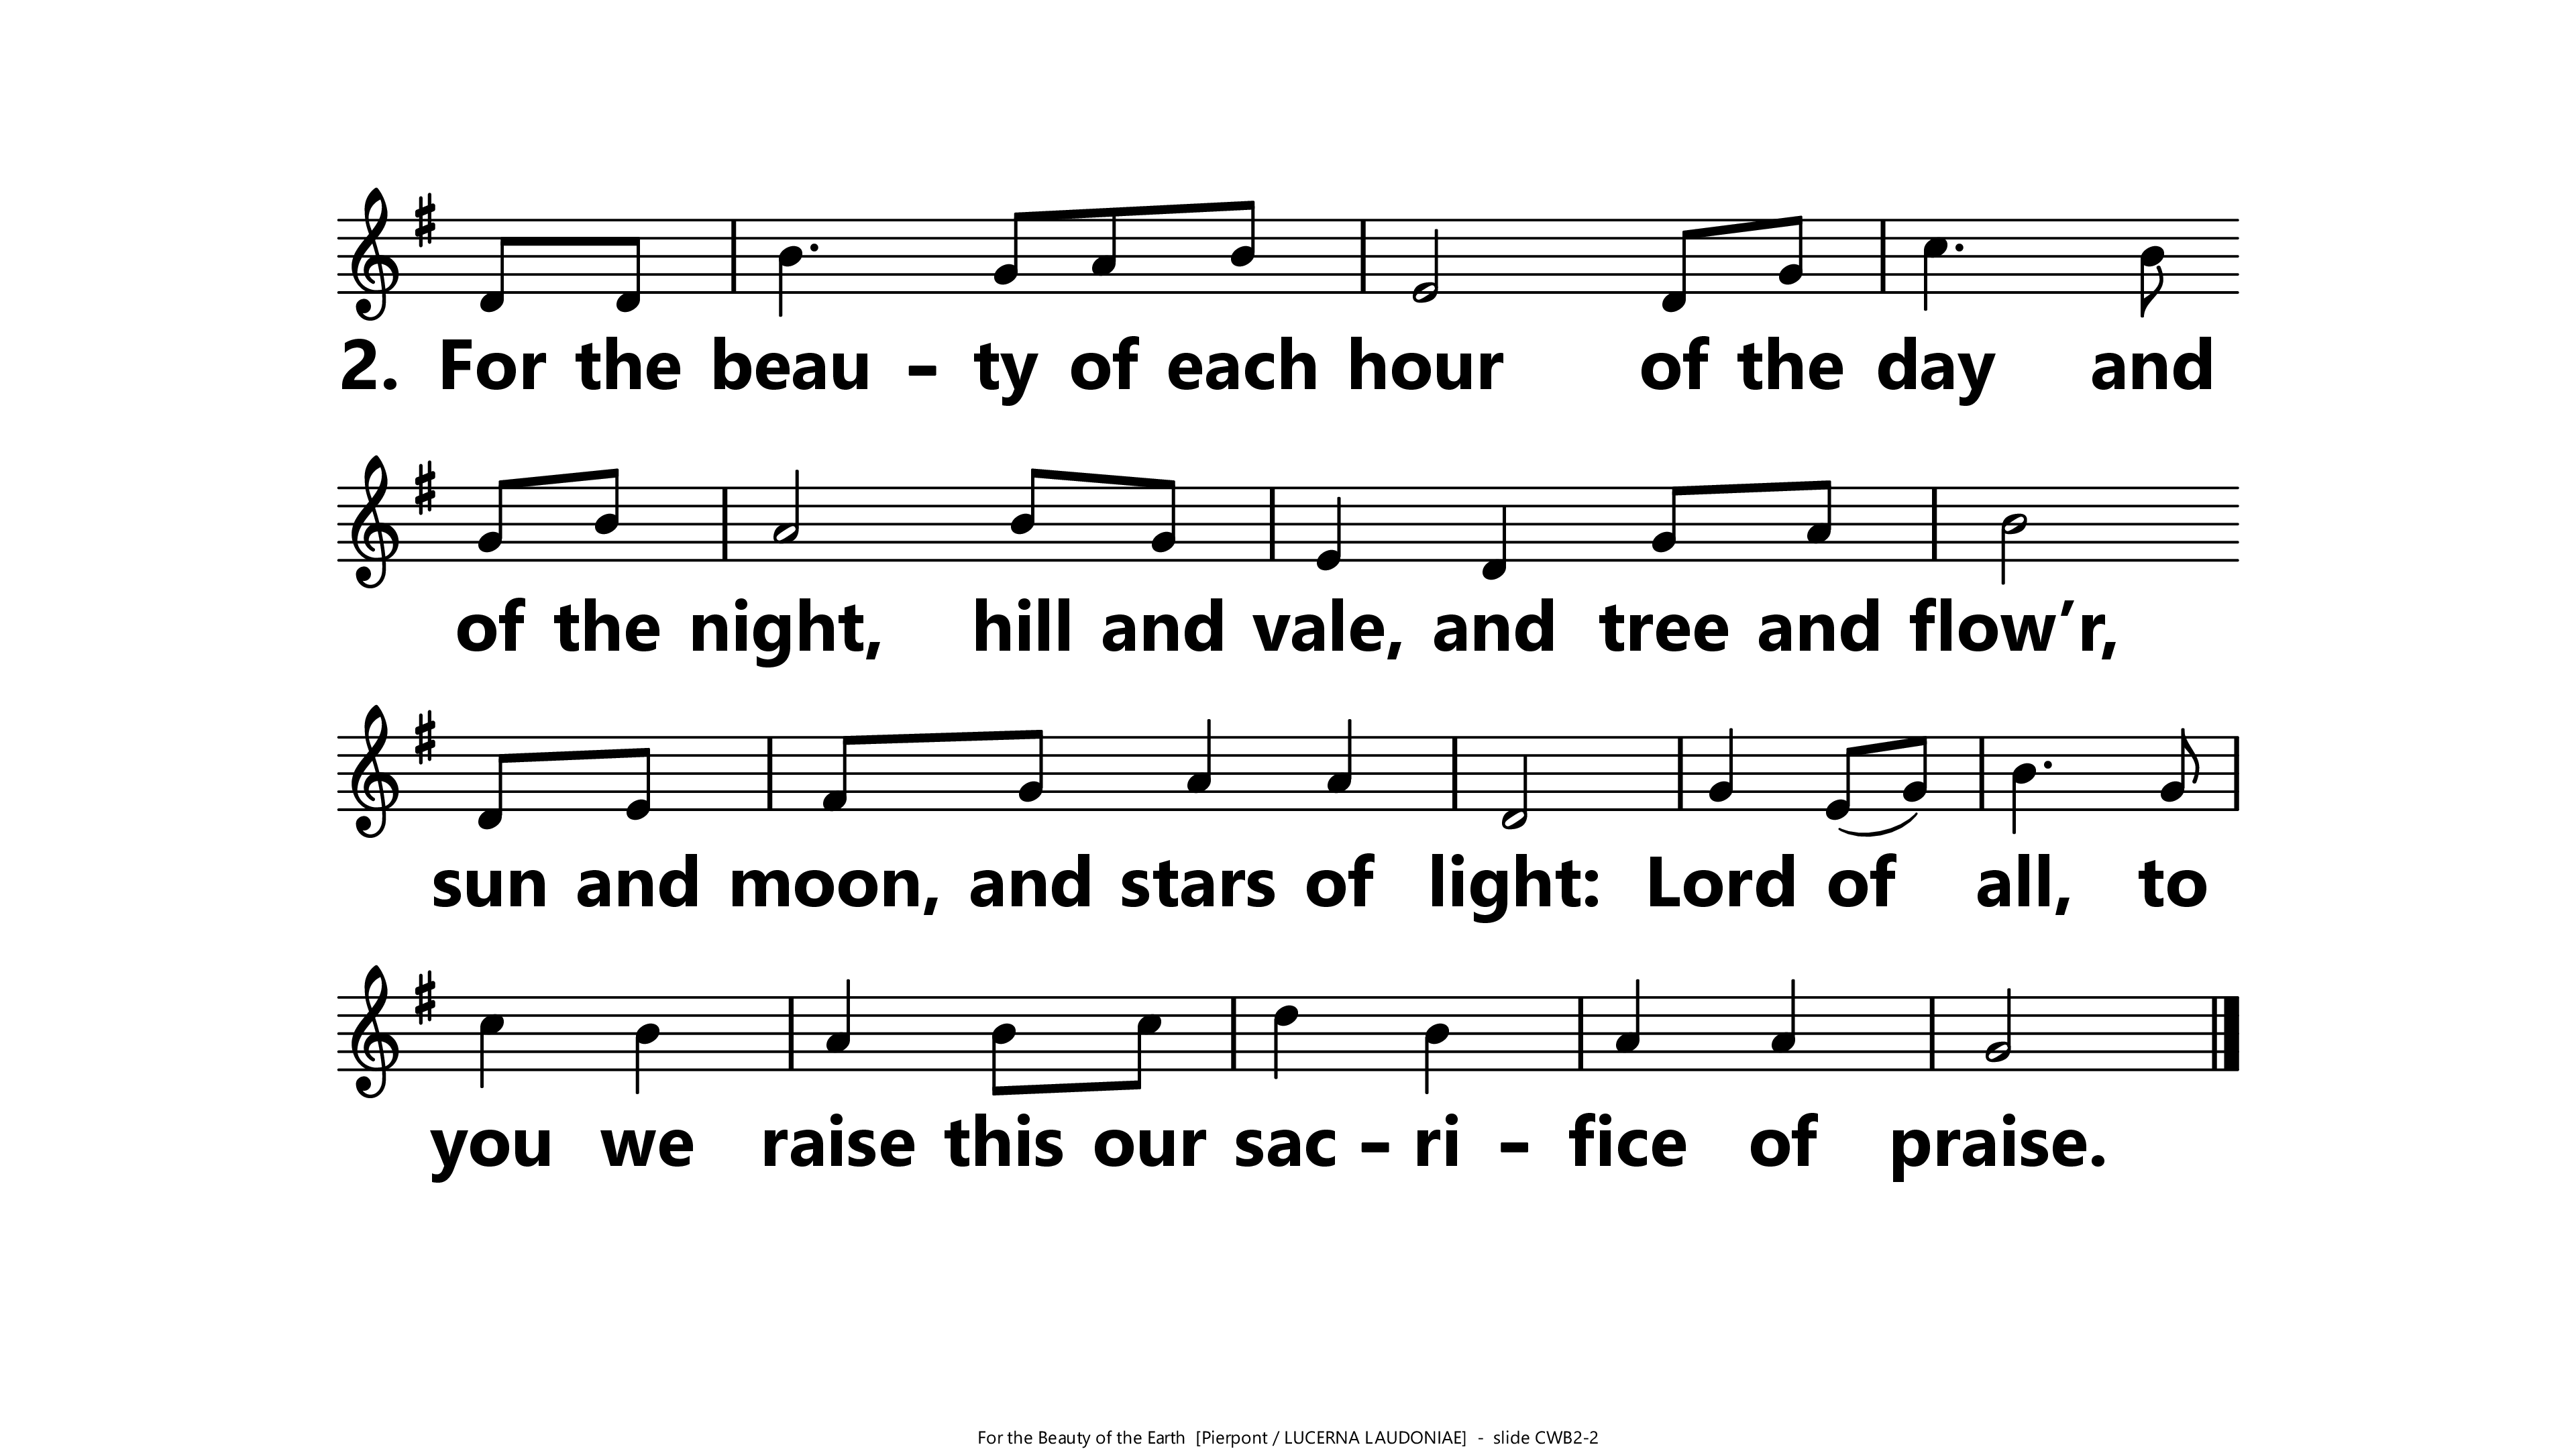 2. For the beau - ty of each hour of the day and
of the night, hill and vale, and tree and flow’r,
sun and moon, and stars of light: Lord of all, to
you we raise this our sac - ri - fice of praise.
For the Beauty of the Earth [Pierpont / LUCERNA LAUDONIAE] - slide CWB2-2